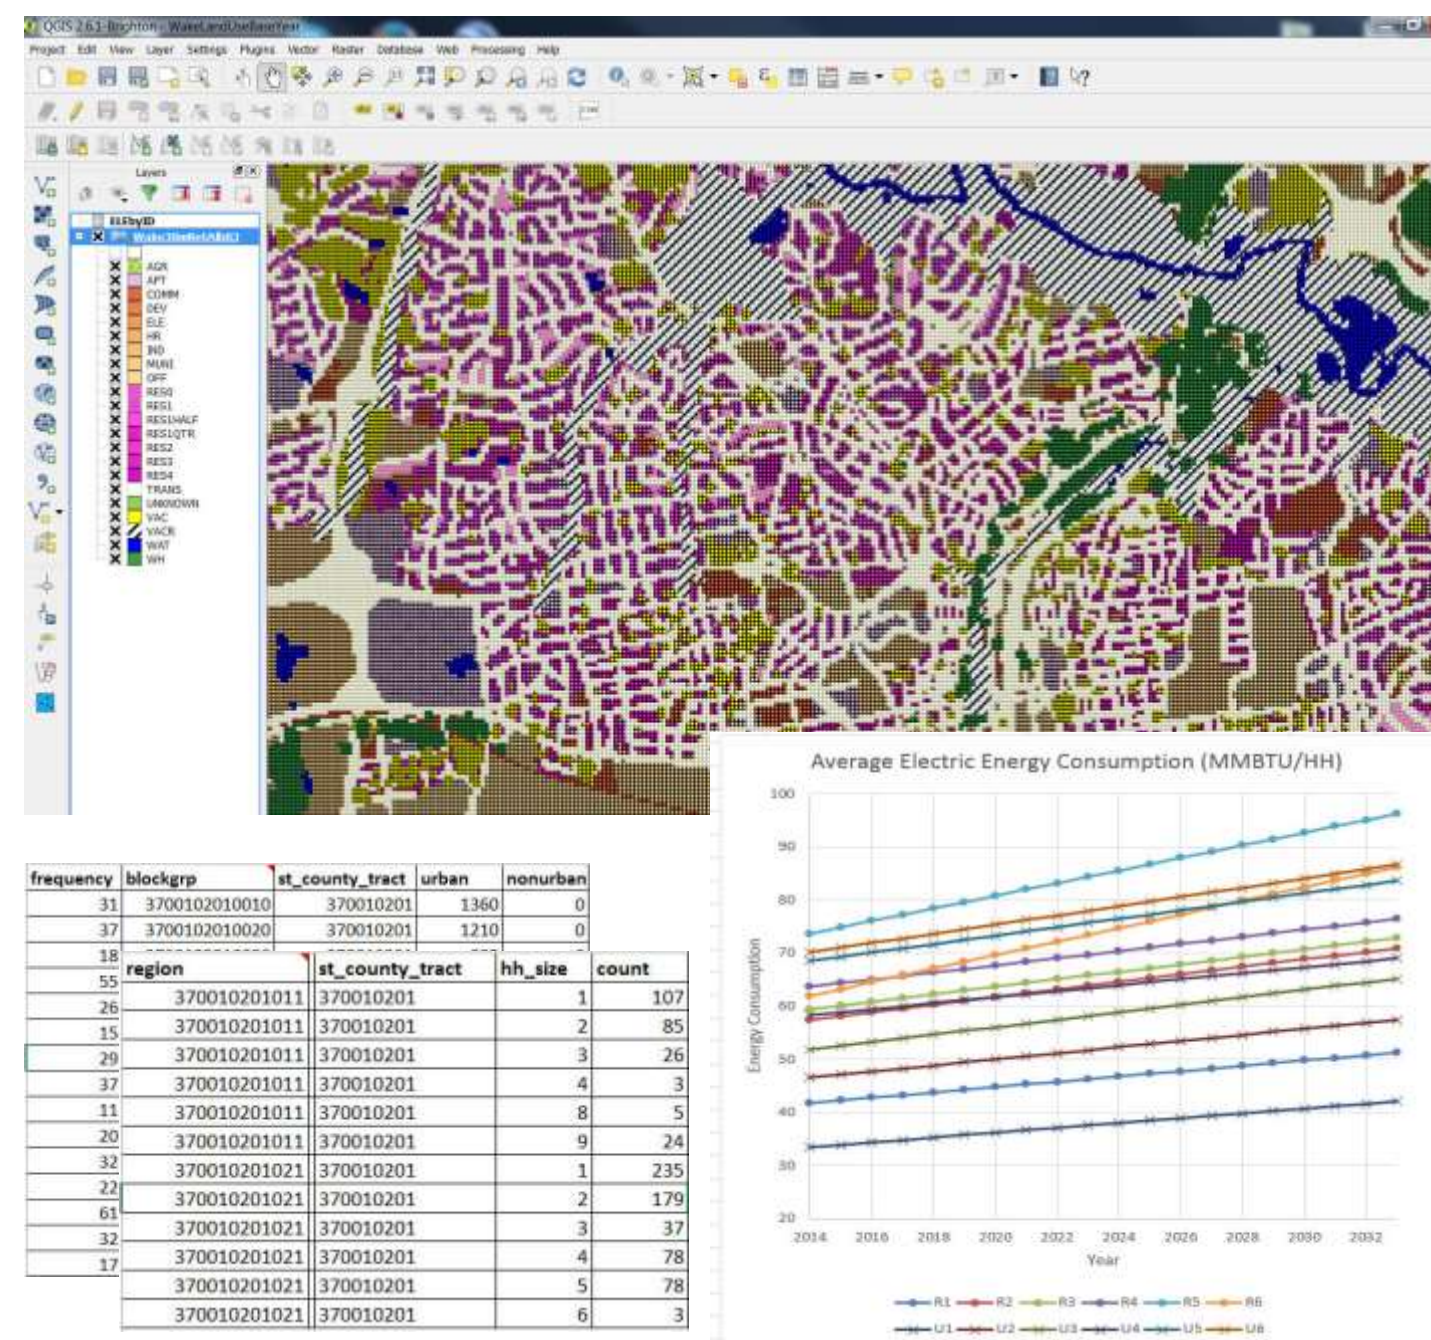 QGIS 2.6.1-Brighton - WakeLandUseBaseYear
Project Edit View Layer Settings Plugins Vector Raster Database Web Processing Help
Layers
ELEbyID
AGR
APT
COMM
DEV
ELE
HR
IND
MUNI
OFF
RES0
RES1
RES1HALF
RES1QTR
RES2
RES3
RES4
TRANS
UNKNOWN
VAC
VACR
WAT
WH
frequency blockgrp st_county_tract urban nonurban
31 3700102010010 370010201 1360 0
37 3700102010020 370010201 1210 0
18
55
26
15
29
37
11
20
32
22
61
32
17
region st_county_tract hh_size count
370010201011 370010201 1 107
370010201011 370010201 2 85
370010201011 370010201 3 26
370010201011 370010201 4 3
370010201011 370010201 8 5
370010201011 370010201 9 24
370010201021 370010201 1 235
370010201021 370010201 2 179
370010201021 370010201 3 37
370010201021 370010201 4 78
370010201021 370010201 5 78
370010201021 370010201 6 3
Average Electric Energy Consumption (MMBTU/HH)
100
90
80
70
60
50
40
30
20
Energy Consumption
2014 2016 2018 2020 2022 2024 2026 2028 2030 2032
Year
R1 R2 R3 R4 R5 R6
U1 U2 U3 U4 U5 U6